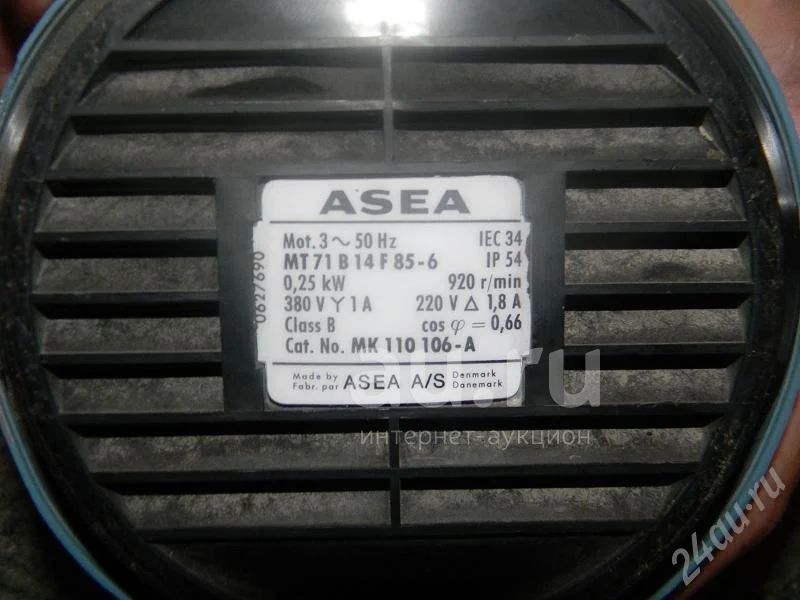 ASEA
Mot. 3 ~ 50 Hz IEC 34
MT 71 B 14 F 85-6 IP 54
0,25 kW 920 r/min
380 V Y 1 A 220 V Δ 1,8 A
Class B cos φ = 0,66
Cat. No. MK 110 106-A
Made by ASEA A/S Denmark
Fabr. par Danemark
0627690
au.ru
интернет-аукцион
24au.ru